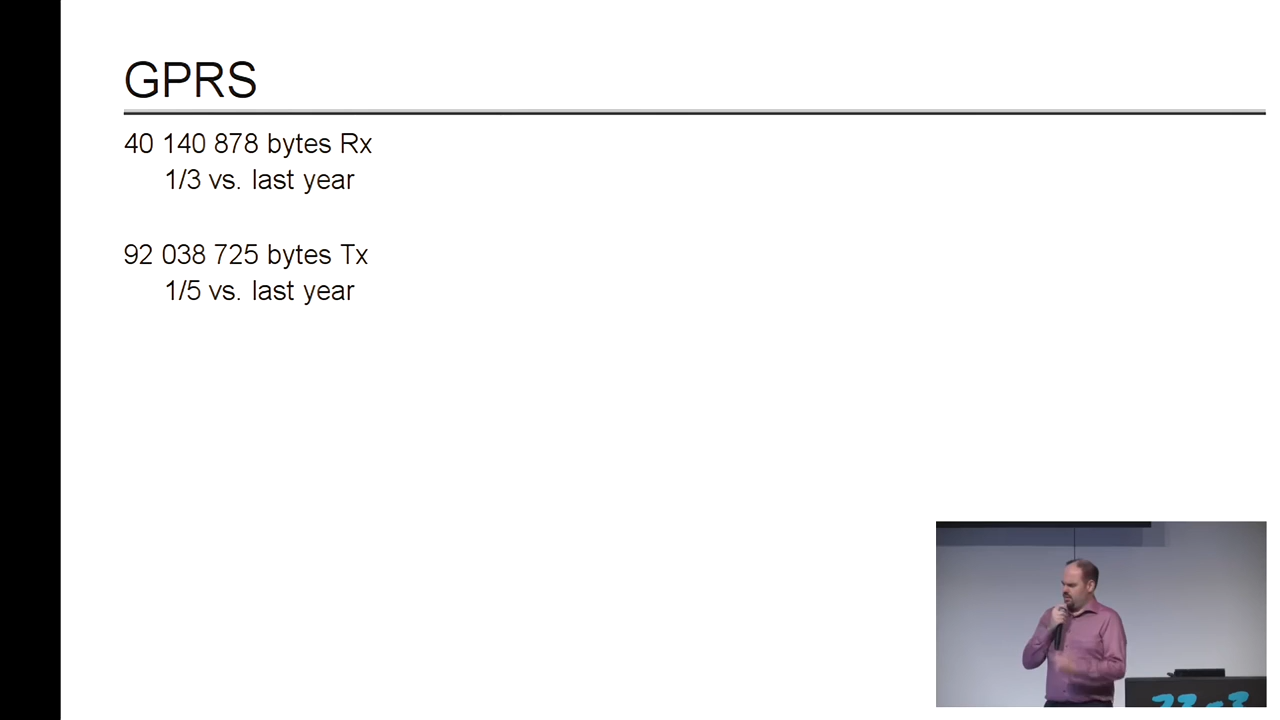 GPRS
40 140 878 bytes Rx
1/3 vs. last year
92 038 725 bytes Tx
1/5 vs. last year